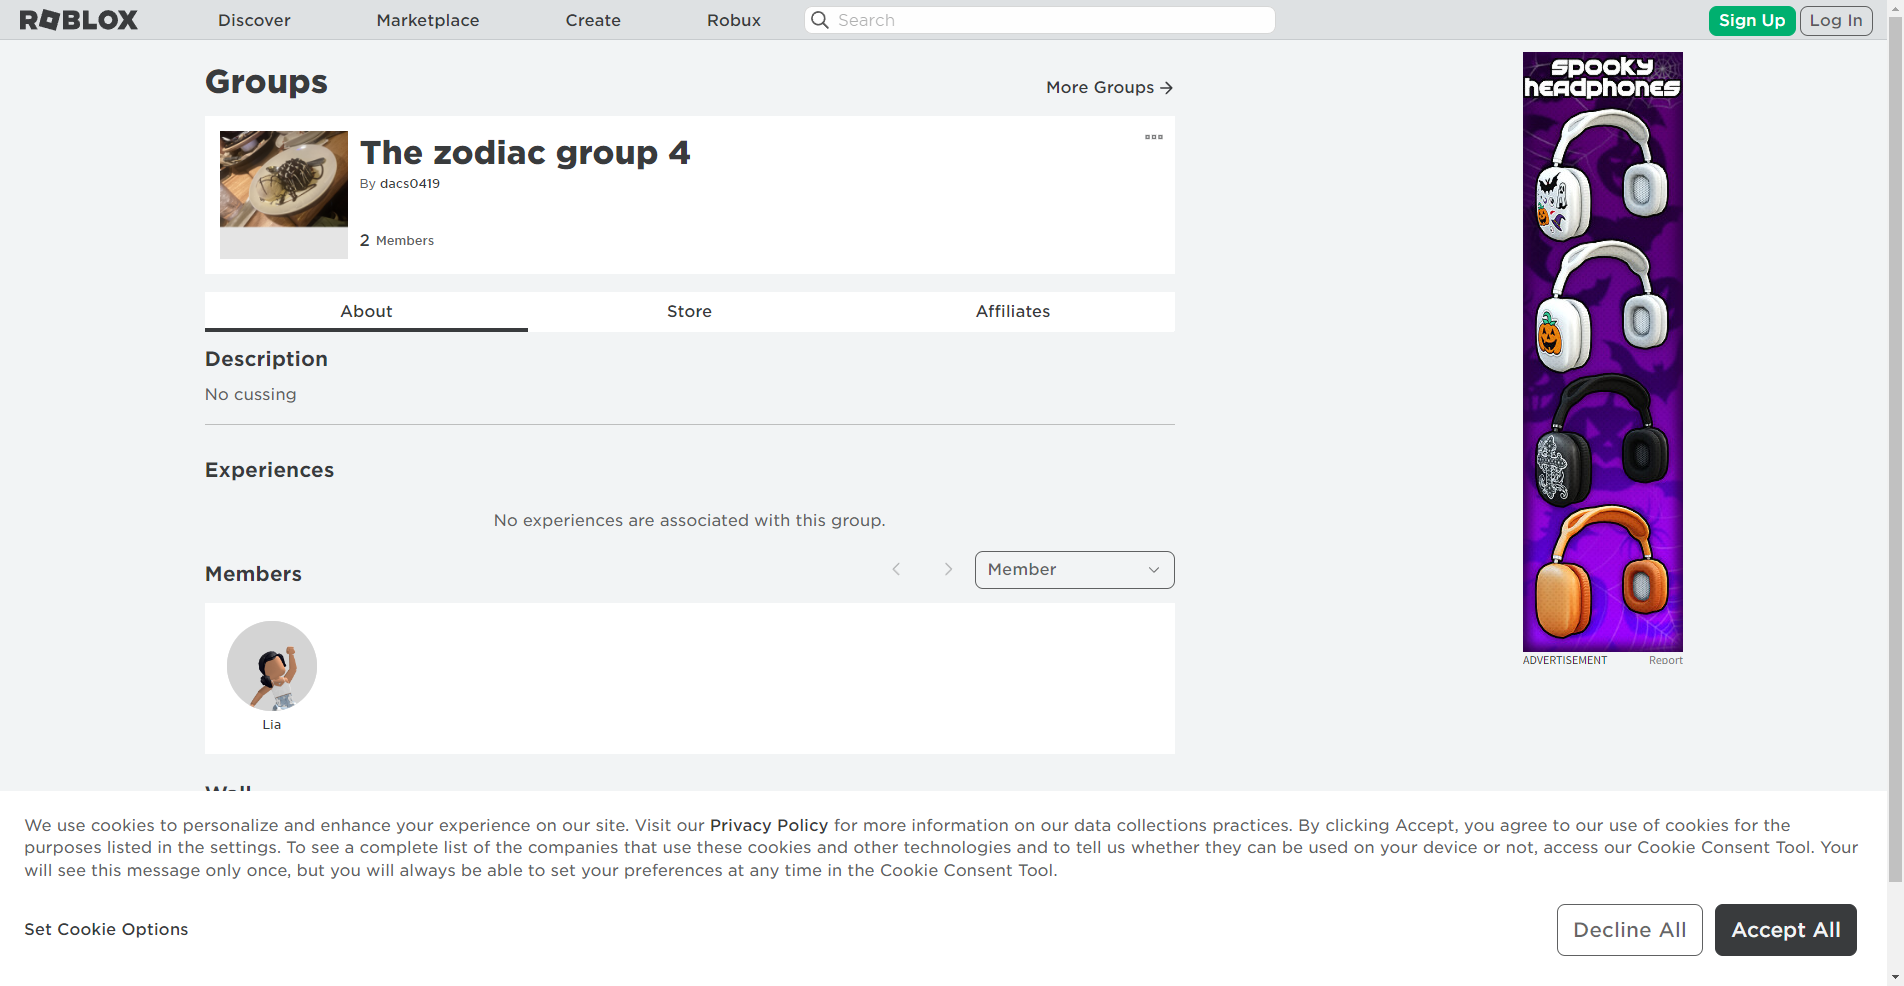 ROBLOX
Discover
Marketplace
Create
Robux
Search
Sign Up
Log In
Groups
More Groups →
The zodiac group 4
By dacs0419
2 Members
About
Store
Affiliates
Description
No cussing
Experiences
No experiences are associated with this group.
Members
Member
Lia
spooky
headphones
ADVERTISEMENT
Report
Wall
We use cookies to personalize and enhance your experience on our site. Visit our Privacy Policy for more information on our data collections practices. By clicking Accept, you agree to our use of cookies for the
purposes listed in the settings. To see a complete list of the companies that use these cookies and other technologies and to tell us whether they can be used on your device or not, access our Cookie Consent Tool. Your
will see this message only once, but you will always be able to set your preferences at any time in the Cookie Consent Tool.
Set Cookie Options
Decline All
Accept All